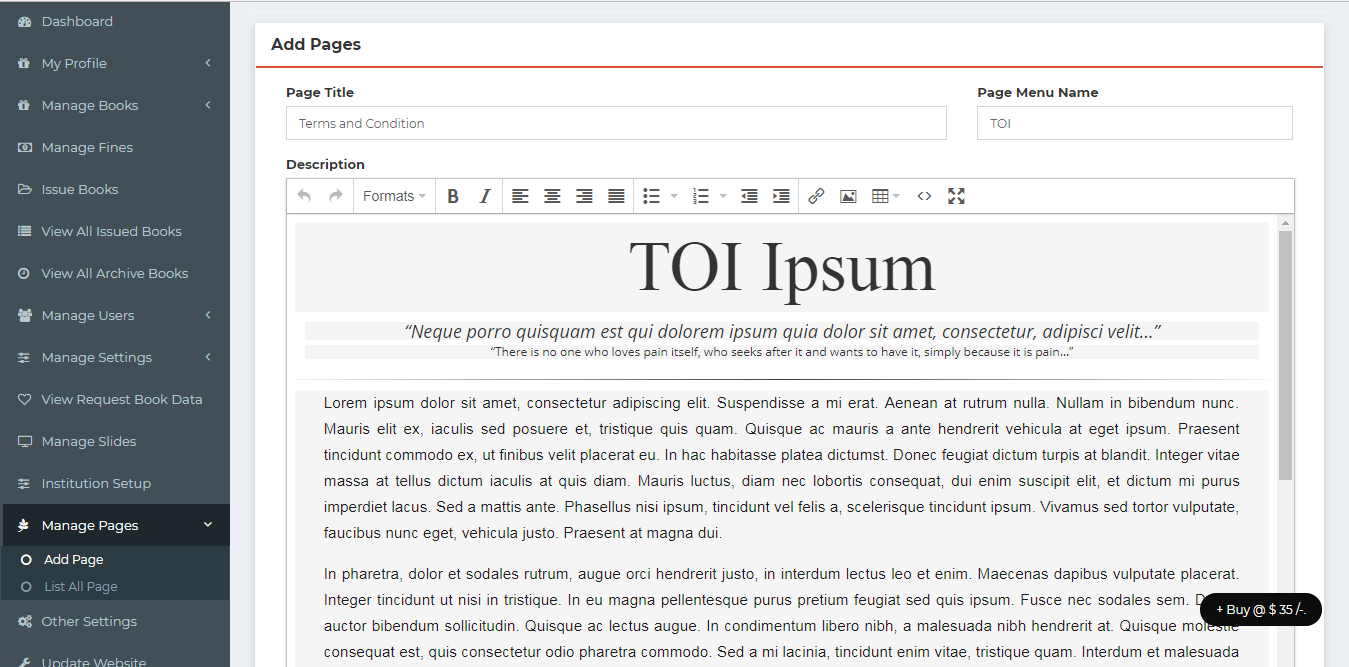 Dashboard
My Profile
Manage Books
Manage Fines
Issue Books
View All Issued Books
View All Archive Books
Manage Users
Manage Settings
View Request Book Data
Manage Slides
Institution Setup
Manage Pages
Add Page
List All Page
Other Settings
Update Website
Add Pages
Page Title
Page Menu Name
Terms and Condition
TOI
Description
Formats
B I
TOI Ipsum
“Neque porro quisquam est qui dolorem ipsum quia dolor sit amet, consectetur, adipisci velit...”
“There is no one who loves pain itself, who seeks after it and wants to have it, simply because it is pain...”
Lorem ipsum dolor sit amet, consectetur adipiscing elit. Suspendisse a mi erat. Aenean at rutrum nulla. Nullam in bibendum nunc.
Mauris elit ex, iaculis sed posuere et, tristique quis quam. Quisque ac mauris a ante hendrerit vehicula at eget ipsum. Praesent
tincidunt commodo ex, ut finibus velit placerat eu. In hac habitasse platea dictumst. Donec feugiat dictum turpis at blandit. Integer vitae
massa at tellus dictum iaculis at quis diam. Mauris luctus, diam nec lobortis consequat, dui enim suscipit elit, et dictum mi purus
imperdiet lacus. Sed a mattis ante. Phasellus nisi ipsum, tincidunt vel felis a, scelerisque tincidunt ipsum. Vivamus sed tortor vulputate,
faucibus nunc eget, vehicula justo. Praesent at magna dui.
In pharetra, dolor et sodales rutrum, augue orci hendrerit justo, in interdum lectus leo et enim. Maecenas dapibus vulputate placerat.
Integer tincidunt ut nisi in tristique. In eu magna pellentesque purus pretium feugiat sed quis ipsum. Fusce nec sodales sem.
auctor bibendum sollicitudin. Quisque ac lectus augue. In condimentum libero nibh, a malesuada nibh hendrerit at. Quisque molestie
consequat est, quis consectetur odio pharetra commodo. Sed a mi lacinia, tincidunt enim vitae, tristique quam. Interdum et malesuada
+ Buy @ $ 35 /-.